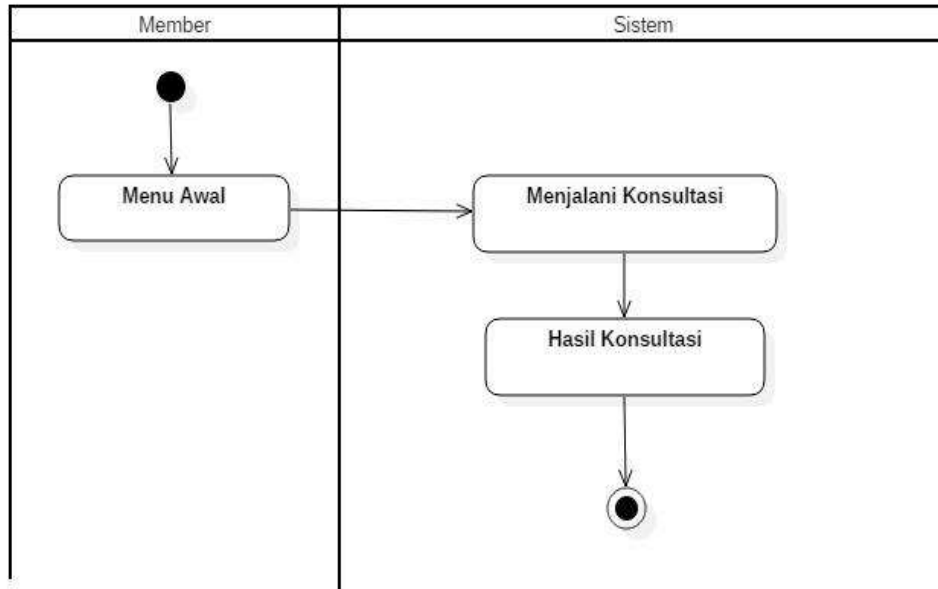 Member
Sistem
Menu Awal
Menjalani Konsultasi
Hasil Konsultasi